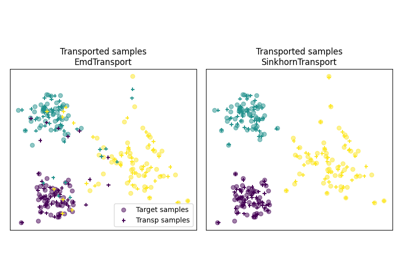 Transported samples
EmdTransport
Transported samples
SinkhornTransport
Target samples
Transp samples